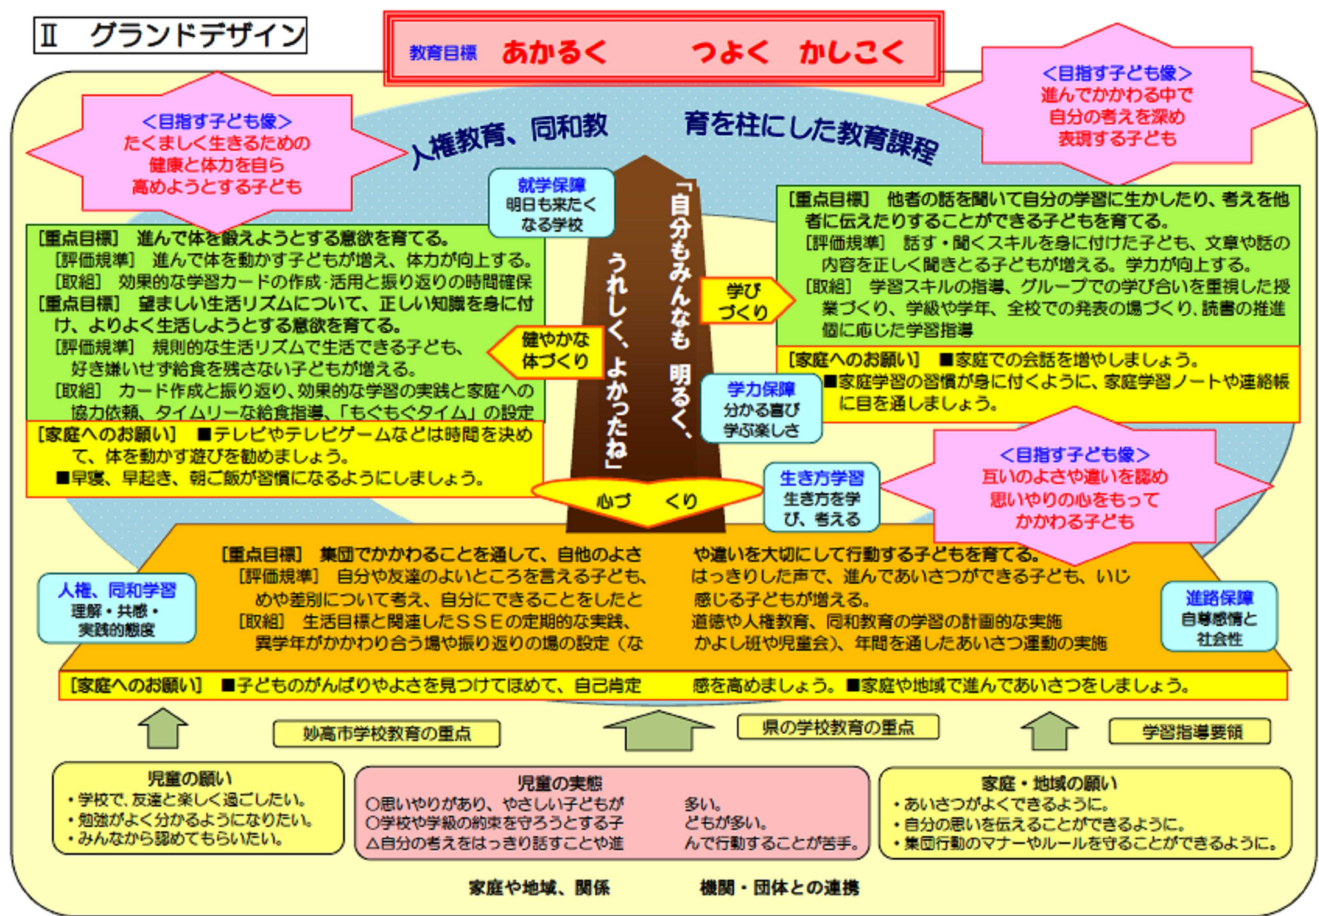 Ⅱ　グランドデザイン
教育目標　あかるく　つよく　かしこく
＜目指す子ども像＞
たくましく生きるための
健康と体力を自ら
高めようとする子ども
人権教育、同和教　育を柱にした教育課程
＜目指す子ども像＞
進んでかかわる中で
自分の考えを深め
表現する子ども
就学保障
明日も来たく
なる学校
「自分もみんなも　明るく、
うれしく、よかったね」
[重点目標]　進んで体を鍛えようとする意欲を育てる。
[評価規準]　進んで体を動かす子どもが増え、体力が向上する。
[取組]　効果的な学習カードの作成・活用と振り返りの時間確保
[重点目標]　望ましい生活リズムについて、正しい知識を身に付
け、よりよく生活しようとする意欲を育てる。
[評価規準]　規則的な生活リズムで生活できる子ども、
好き嫌いせず給食を残さない子どもが増える。
[取組]　カード作成と振り返り、効果的な学習の実践と家庭への
協力依頼、タイムリーな給食指導、「もぐもぐタイム」の設定
[家庭へのお願い]　■テレビやテレビゲームなどは時間を決め
て、体を動かす遊びを勧めましょう。
■早寝、早起き、朝ご飯が習慣になるようにしましょう。
健やかな
体づくり
学び
づくり
[重点目標]　他者の話を聞いて自分の学習に生かしたり、考えを他
者に伝えたりすることができる子どもを育てる。
[評価規準]　話す・聞くスキルを身に付けた子ども、文章や話の
内容を正しく聞きとる子どもが増える。学力が向上する。
[取組]　学習スキルの指導、グループでの学び合いを重視した授
業づくり、学級や学年、全校での発表の場づくり、読書の推進
個に応じた学習指導
[家庭へのお願い]　■家庭での会話を増やしましょう。
■家庭学習の習慣が身に付くように、家庭学習ノートや連絡帳
に目を通しましょう。
学力保障
分かる喜び
学ぶ楽しさ
生き方学習
生き方を学
び、考える
＜目指す子ども像＞
互いのよさや違いを認め
思いやりの心をもって
かかわる子ども
心づ　くり
[重点目標]　集団でかかわることを通して、自他のよさ　や違いを大切にして行動する子どもを育てる。
[評価規準]　自分や友達のよいところを言える子ども、　はっきりした声で、進んであいさつができる子ども、いじ
めや差別について考え、自分にできることをしたと　感じる子どもが増える。
[取組]　生活目標と関連したＳＳＥの定期的な実践、　道徳や人権教育、同和教育の学習の計画的な実施
異学年がかかわり合う場や振り返りの場の設定（な　かよし班や児童会）、年間を通したあいさつ運動の実施
人権、同和学習
理解・共感・
実践的態度
進路保障
自尊感情と
社会性
[家庭へのお願い]　■子どものがんばりやよさを見つけてほめて、自己肯定　感を高めましょう。■家庭や地域で進んであいさつをしましょう。
妙高市学校教育の重点
県の学校教育の重点
学習指導要領
児童の願い
・学校で、友達と楽しく過ごしたい。
・勉強がよく分かるようになりたい。
・みんなから認めてもらいたい。
児童の実態
○思いやりがあり、やさしい子どもが　多い。
○学校や学級の約束を守ろうとする子　どもが多い。
△自分の考えをはっきり話すことや進　んで行動することが苦手。
家庭・地域の願い
・あいさつがよくできるように。
・自分の思いを伝えることができるように。
・集団行動のマナーやルールを守ることができるように。
家庭や地域、関係　機関・団体との連携